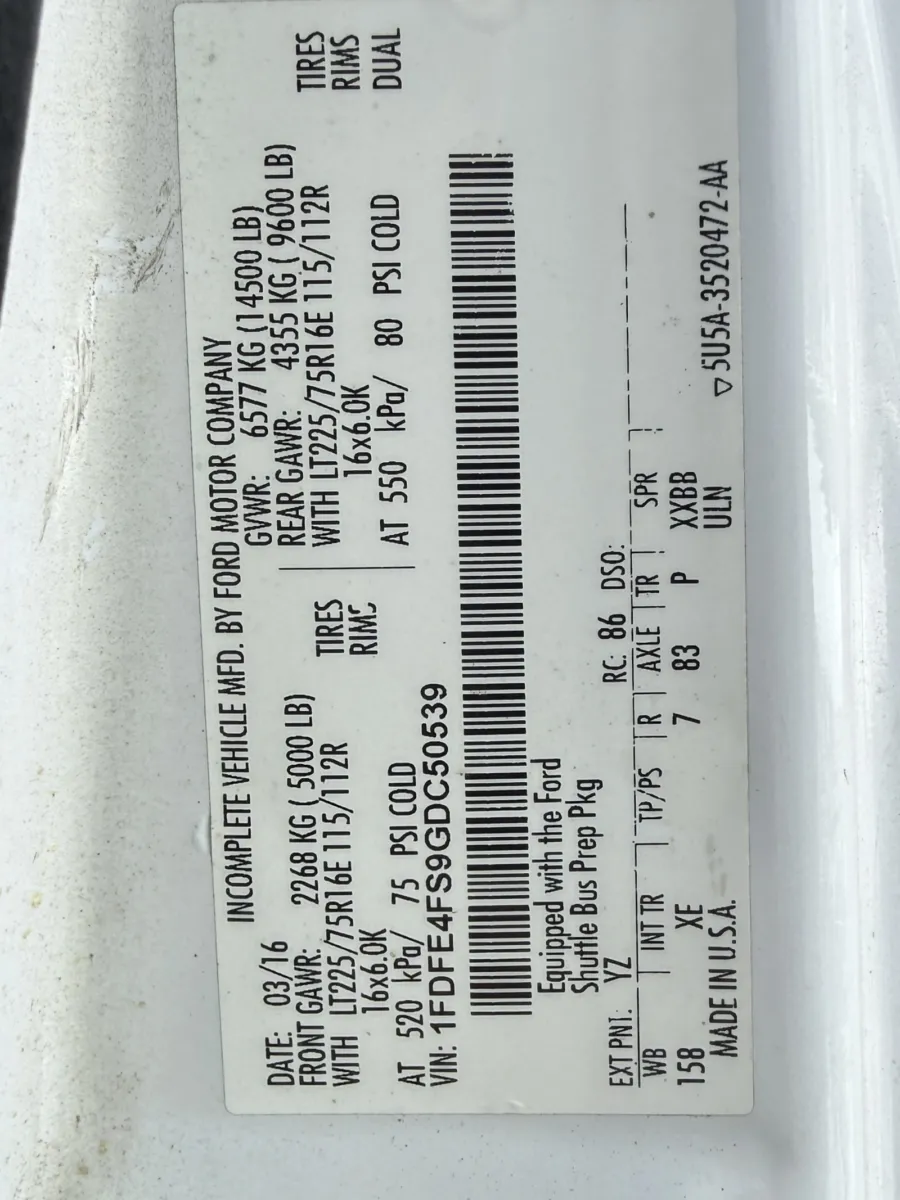 INCOMPLETE VEHICLE MFD. BY FORD MOTOR COMPANY
DATE: 03/16 GVWR: 6577 KG (14500 LB)
FRONT GAWR: 2268 KG ( 5000 LB) REAR GAWR: 4355 KG ( 9600 LB)
WITH LT225/75R16E 115/112R TIRES WITH LT225/75R16E 115/112R TIRES
16x6.0K RIMS 16x6.0K RIMS
AT 520 kPa/ 75 PSI COLD AT 550 kPa/ 80 PSI COLD DUAL
VIN: 1FDFE4FS9GDC50539
Equipped with the Ford
Shuttle Bus Prep Pkg
EXT PNT: YZ RC: 86 DSO:
WB INT TR TP/PS R AXLE TR SPR
158 XE 7 83 P XXBB
MADE IN U.S.A. ULN
▽5U5A-3520472-AA